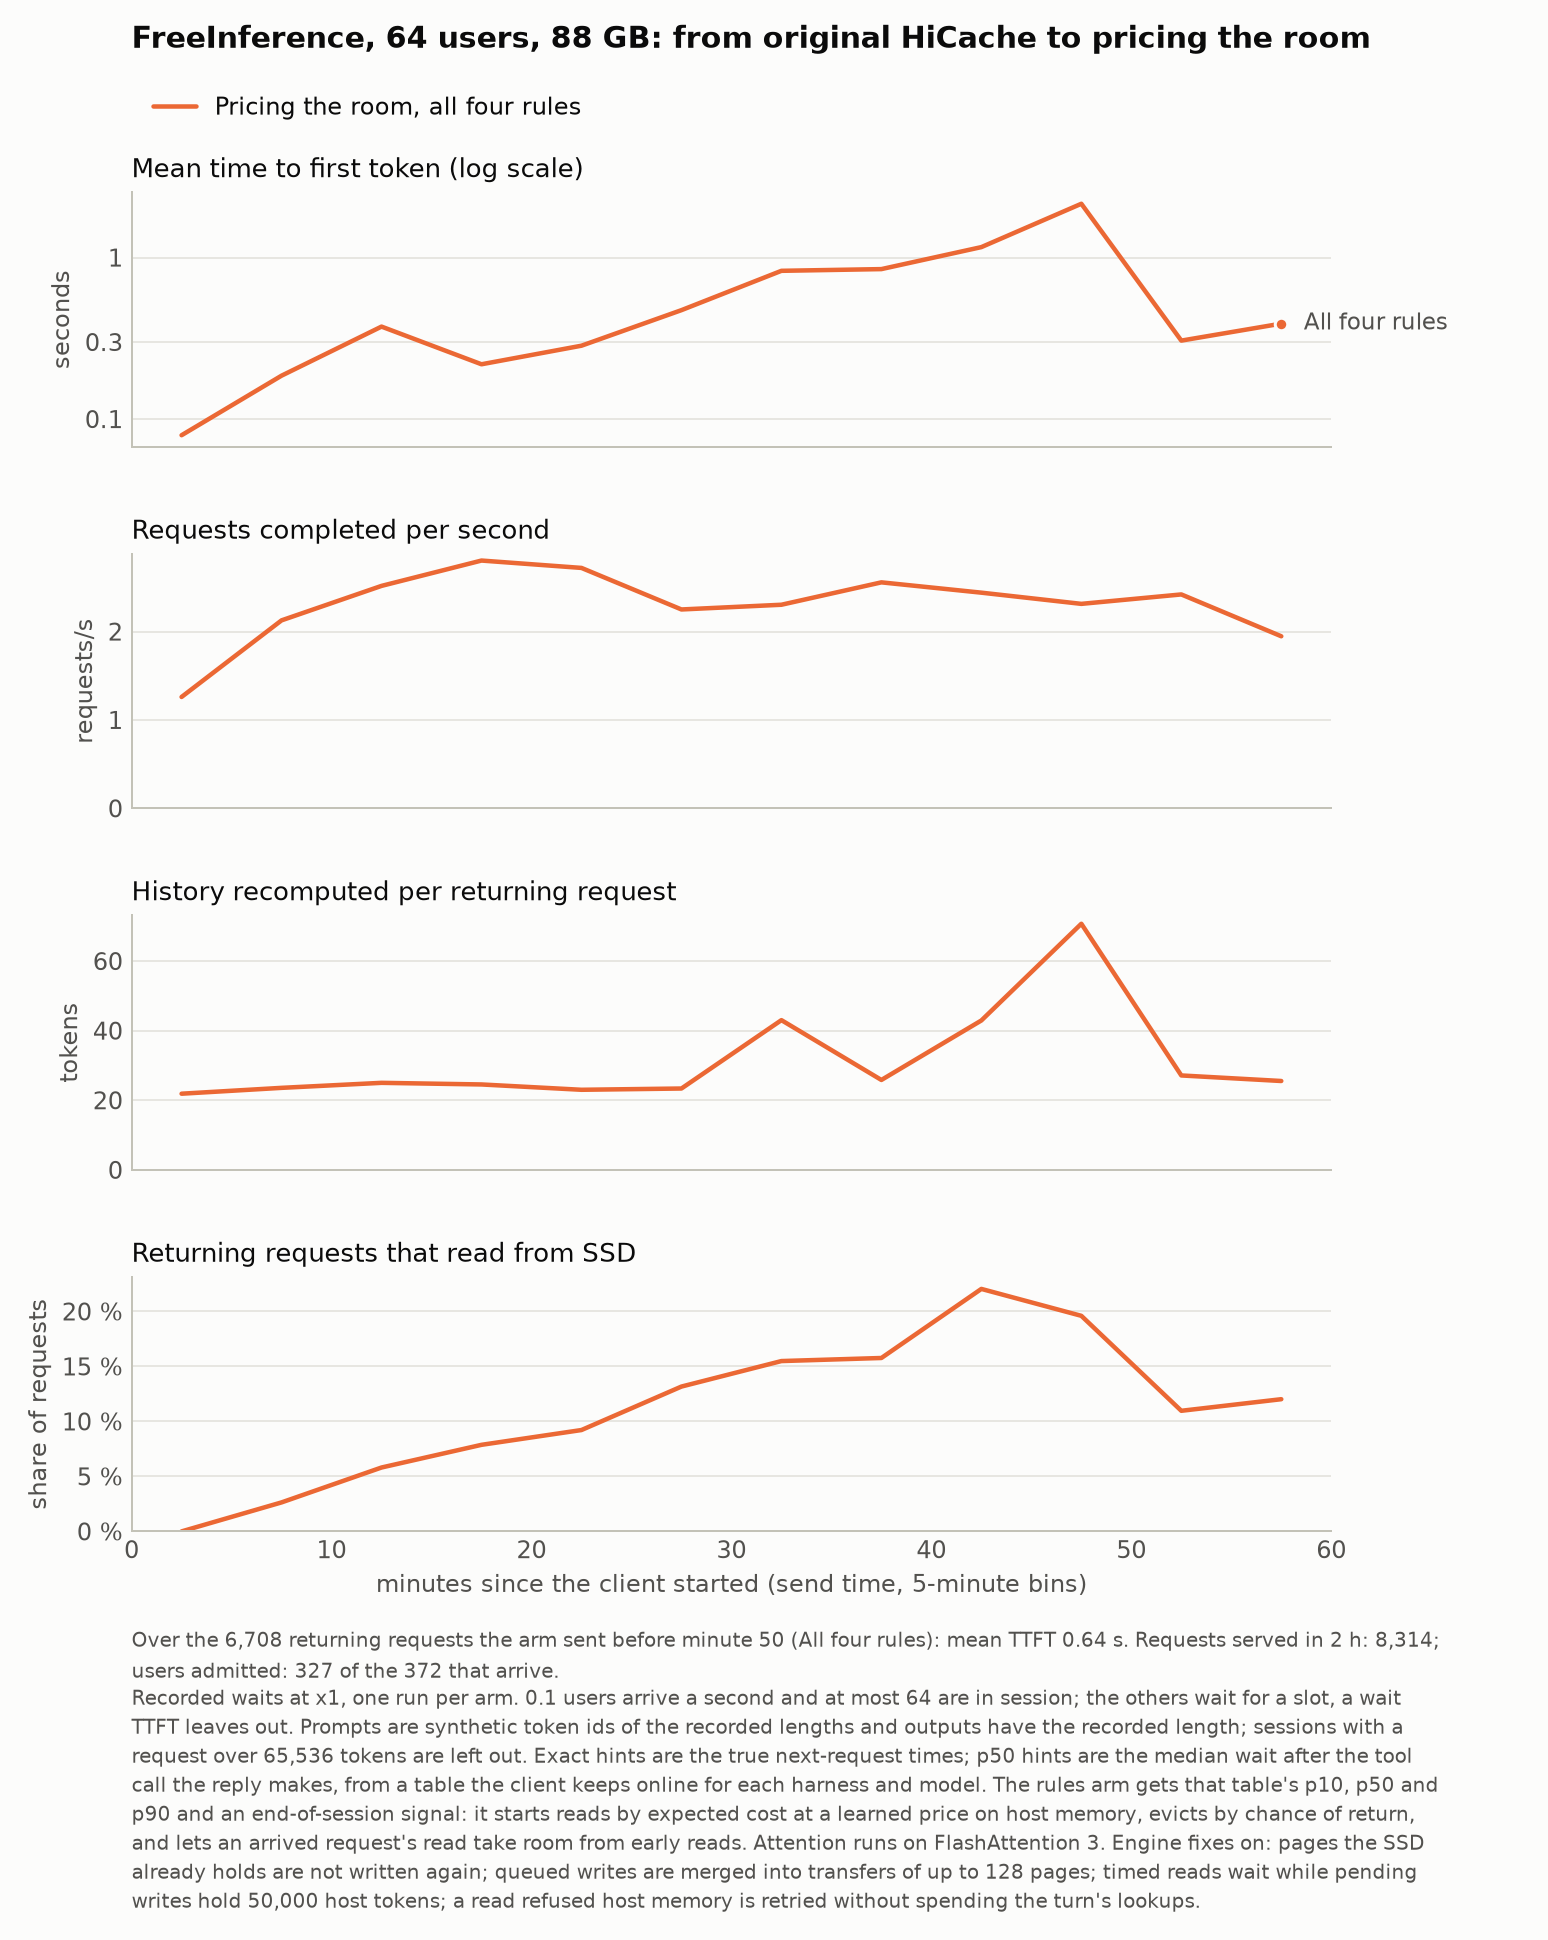 FreeInference, 64 users, 88 GB: from original HiCache to pricing the room
Pricing the room, all four rules
Mean time to first token (log scale)
seconds
1
0.3
0.1
All four rules
Requests completed per second
requests/s
2
1
0
History recomputed per returning request
tokens
60
40
20
0
Returning requests that read from SSD
share of requests
20 %
15 %
10 %
5 %
0 %
0 10 20 30 40 50 60
minutes since the client started (send time, 5-minute bins)
Over the 6,708 returning requests the arm sent before minute 50 (All four rules): mean TTFT 0.64 s. Requests served in 2 h: 8,314;
users admitted: 327 of the 372 that arrive.
Recorded waits at x1, one run per arm. 0.1 users arrive a second and at most 64 are in session; the others wait for a slot, a wait
TTFT leaves out. Prompts are synthetic token ids of the recorded lengths and outputs have the recorded length; sessions with a
request over 65,536 tokens are left out. Exact hints are the true next-request times; p50 hints are the median wait after the tool
call the reply makes, from a table the client keeps online for each harness and model. The rules arm gets that table's p10, p50 and
p90 and an end-of-session signal: it starts reads by expected cost at a learned price on host memory, evicts by chance of return,
and lets an arrived request's read take room from early reads. Attention runs on FlashAttention 3. Engine fixes on: pages the SSD
already holds are not written again; queued writes are merged into transfers of up to 128 pages; timed reads wait while pending
writes hold 50,000 host tokens; a read refused host memory is retried without spending the turn's lookups.